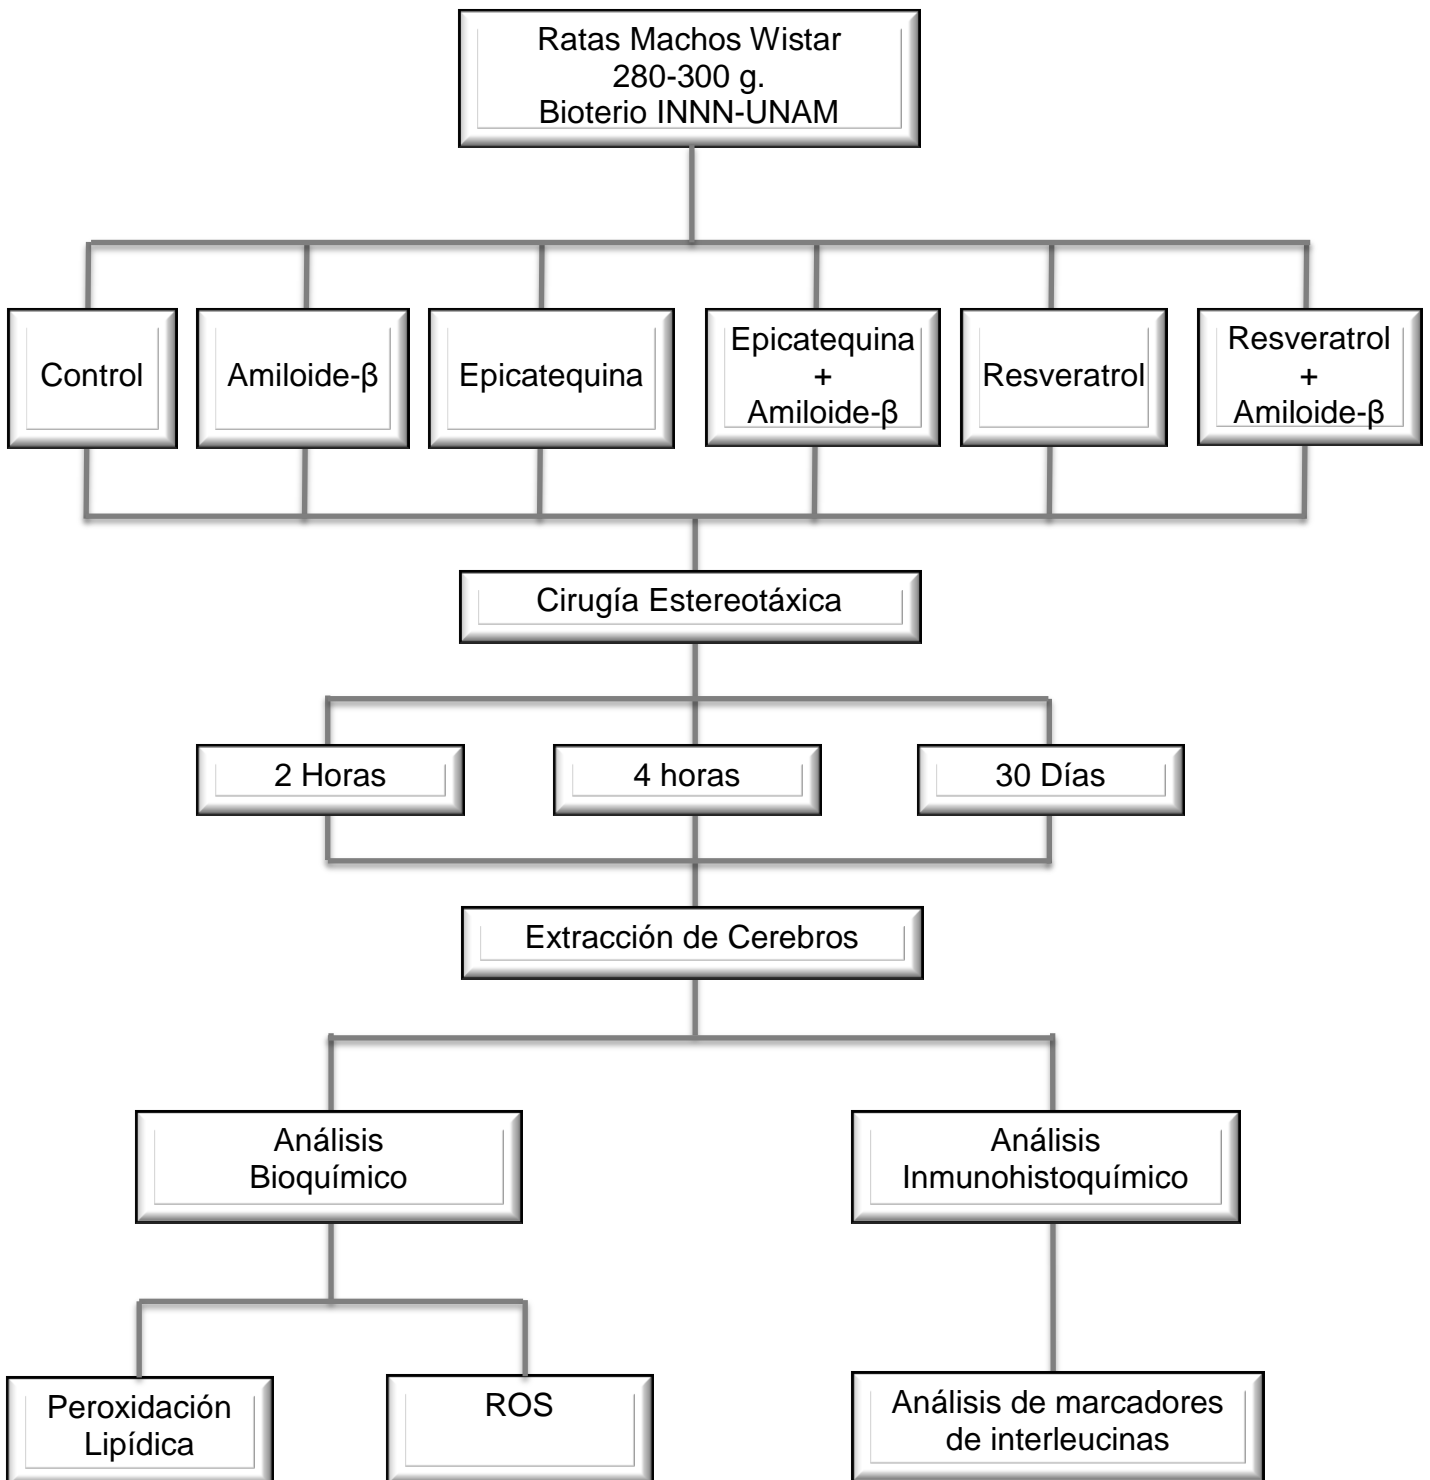 Ratas Machos Wistar
280-300 g.
Bioterio INNN-UNAM
Control
Amiloide-β
Epicatequina
Epicatequina
+
Amiloide-β
Resveratrol
Resveratrol
+
Amiloide-β
Cirugía Estereotáxica
2 Horas
4 horas
30 Días
Extracción de Cerebros
Análisis
Bioquímico
Análisis
Inmunohistoquímico
Peroxidación
Lipídica
ROS
Análisis de marcadores
de interleucinas